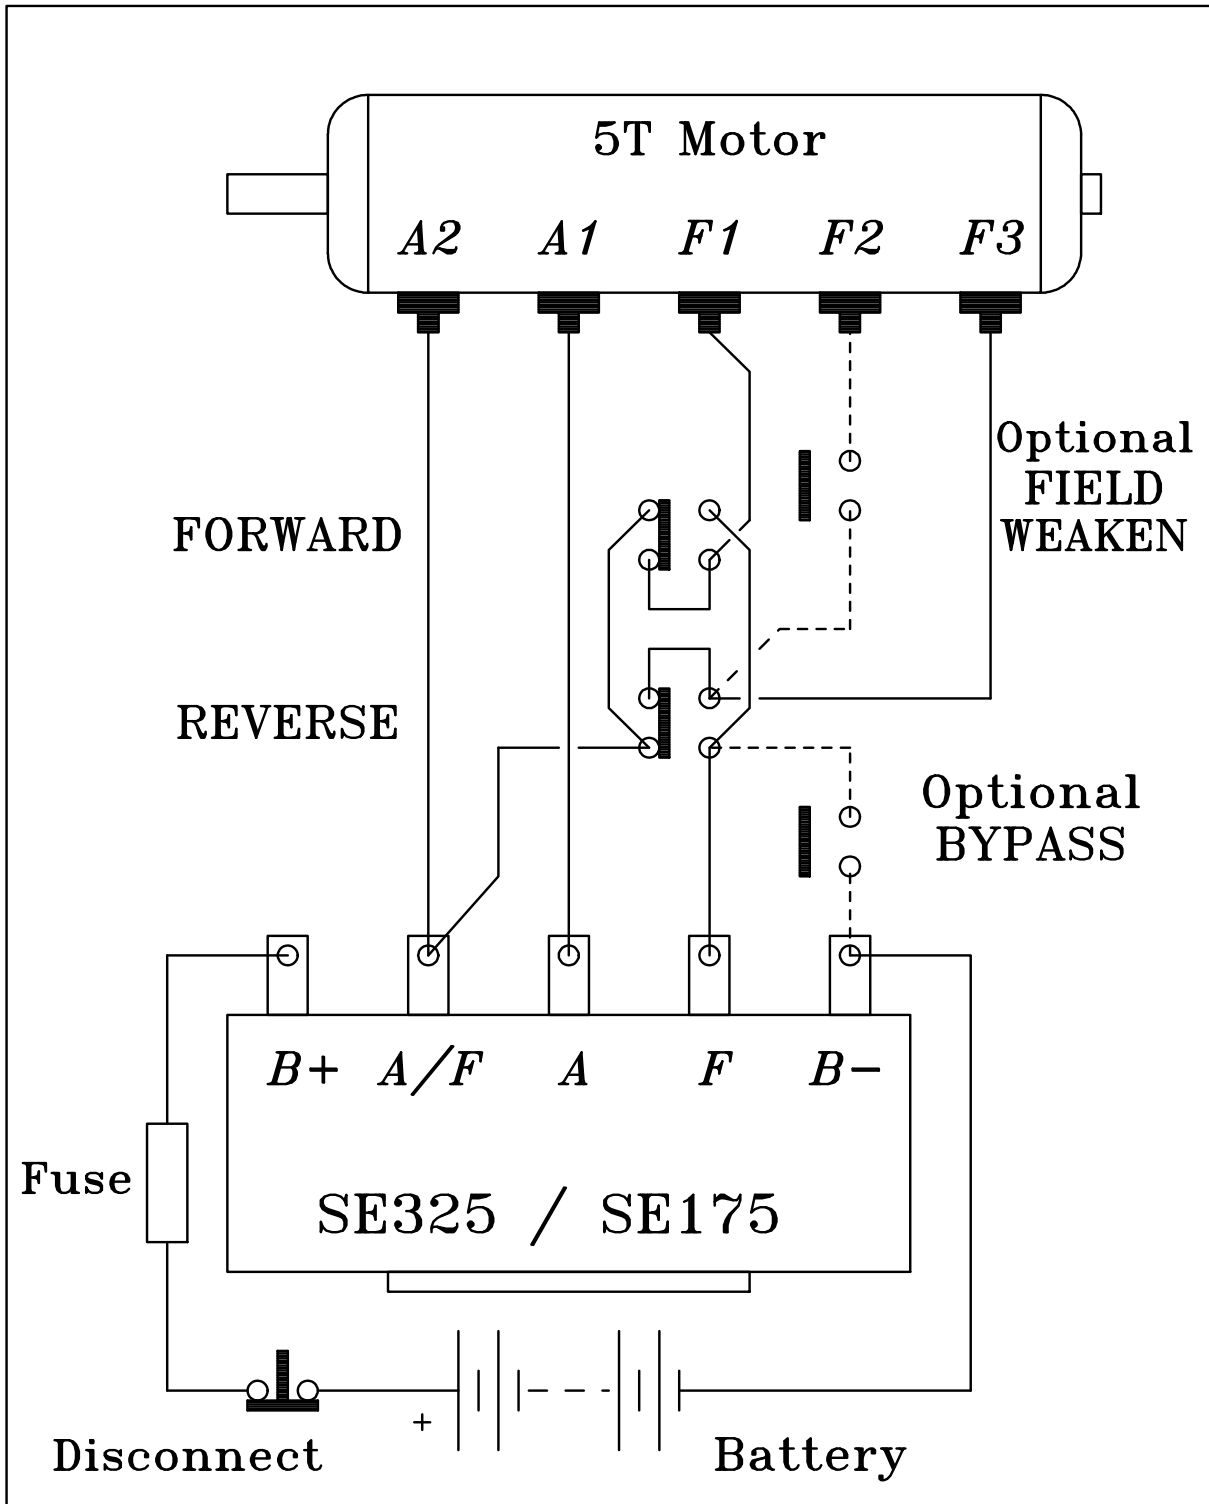 5T Motor
A2 A1 F1 F2 F3
Optional
FIELD
WEAKEN
FORWARD
REVERSE
Optional
BYPASS
B+ A/F A F B-
Fuse
SE325 / SE175
+
Disconnect
Battery